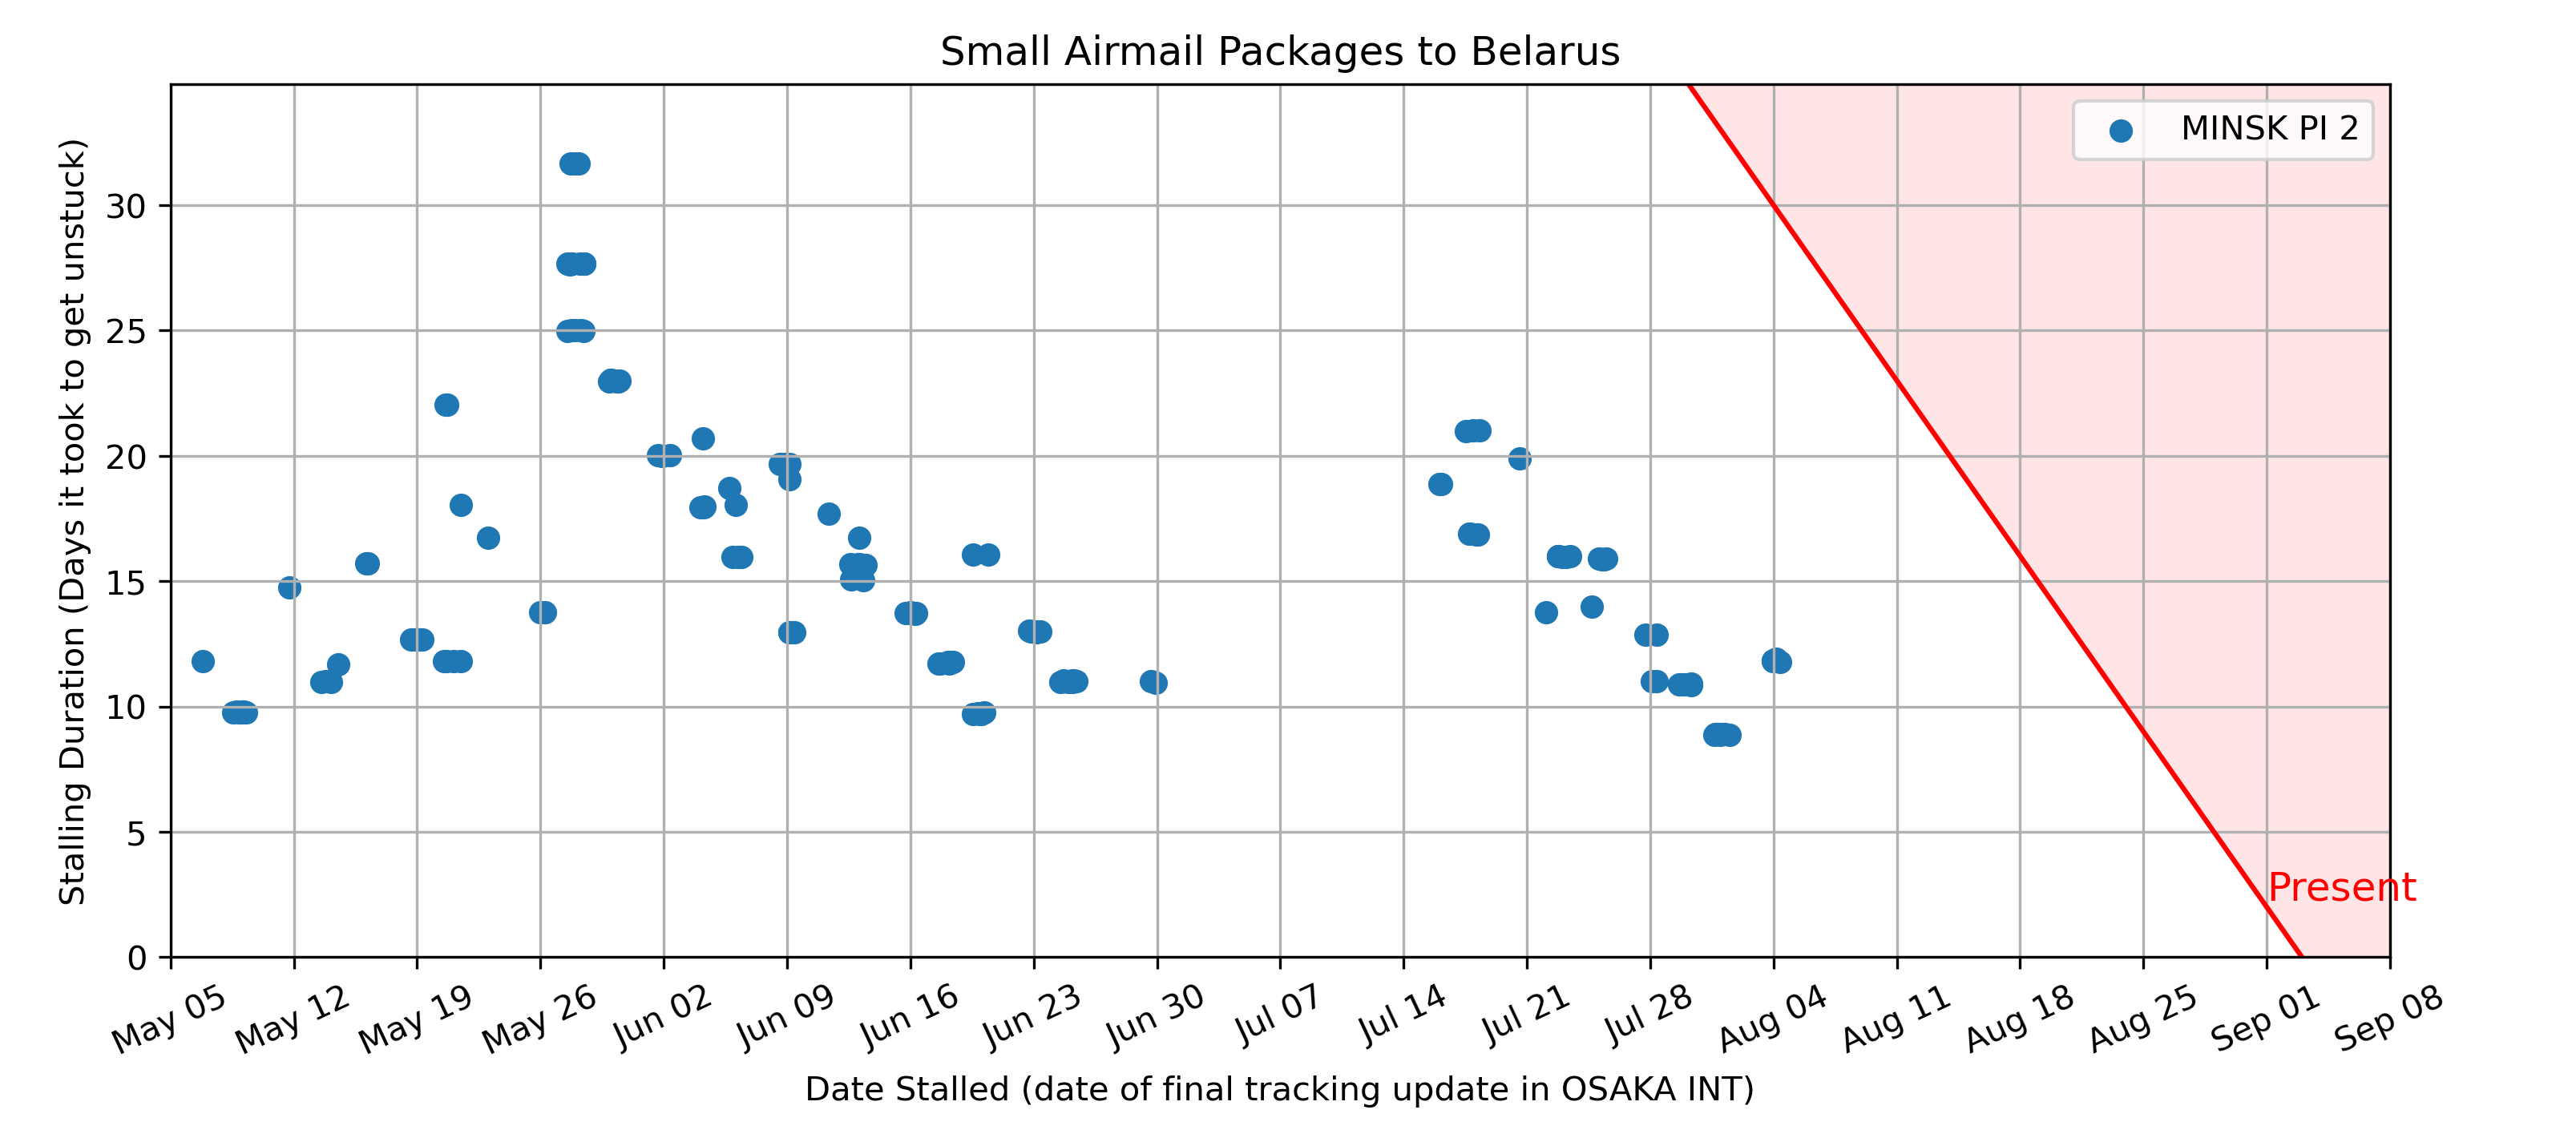 Small Airmail Packages to Belarus
MINSK PI 2
Stalling Duration (Days it took to get unstuck)
30
25
20
15
10
5
0
Present
May 05
May 12
May 19
May 26
Jun 02
Jun 09
Jun 16
Jun 23
Jun 30
Jul 07
Jul 14
Jul 21
Jul 28
Aug 04
Aug 11
Aug 18
Aug 25
Sep 01
Sep 08
Date Stalled (date of final tracking update in OSAKA INT)